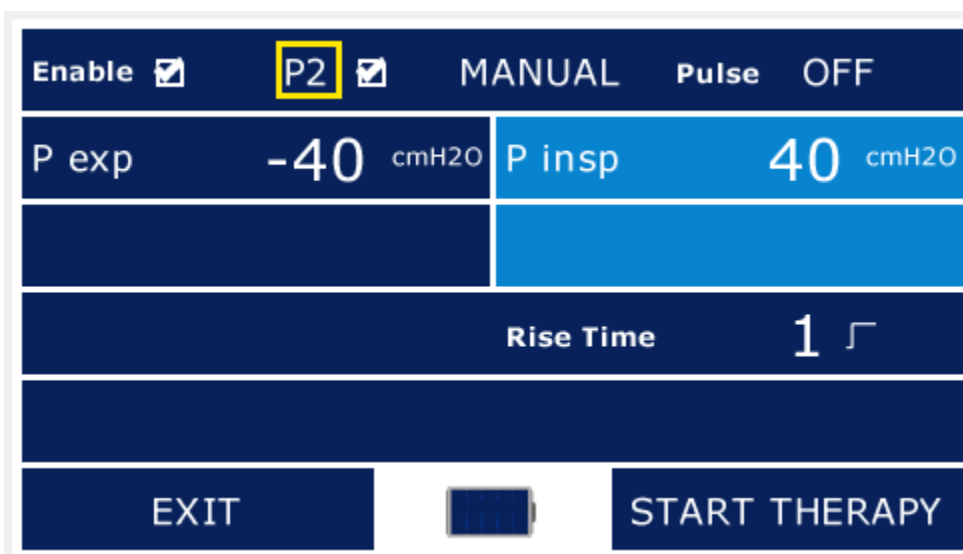 Enable P2 MANUAL Pulse OFF
P exp -40 cmH2O P insp 40 cmH2O
Rise Time 1
EXIT START THERAPY